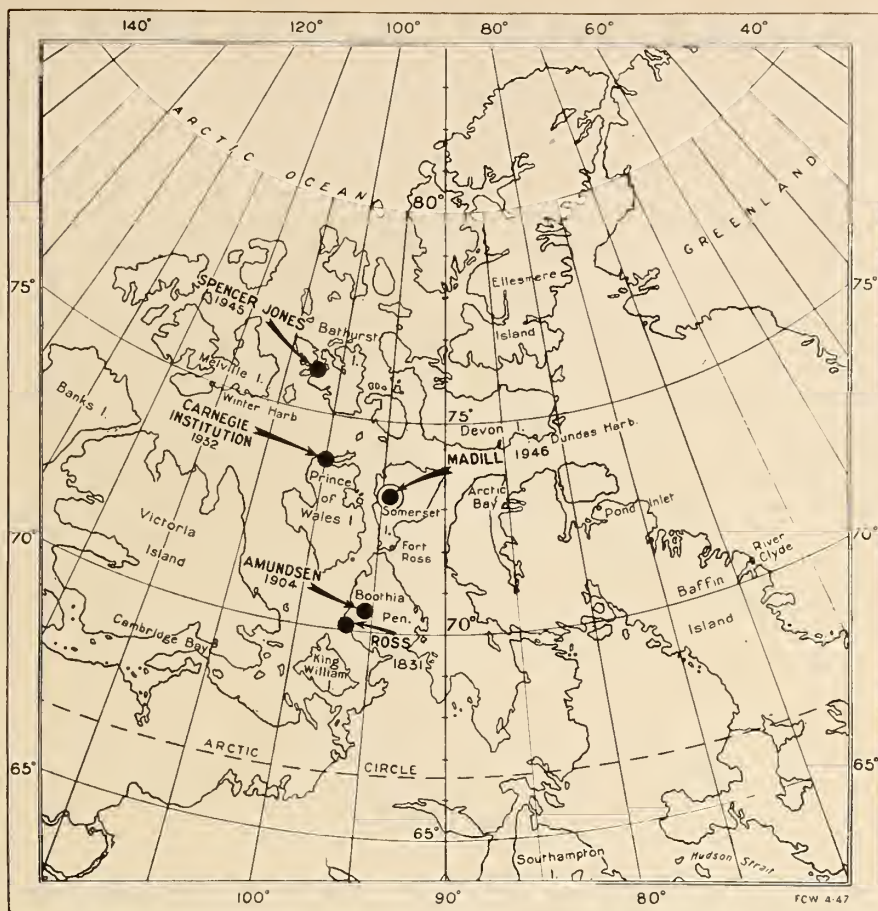 140° 120° 100° 80° 60° 40°
ARCTIC OCEAN
80°
GREENLAND
75°
75°
Ellesmere
Island
SPENCER JONES
1945
Bathurst
I.
Melville I.
Winter Harb
Banks I.
CARNEGIE
INSTITUTION
1932
75°
Devon I.
Dundas Harb.
MADILL 1946
Prince
of
Wales I
Somerset
I.
Arctic
Bay
Pond Inlet
Victoria
Island
70°
70°
Fort
Ross
River
Clyde
AMUNDSEN
1904
Boothia
Pen.
Baffin
Island
70°
Cambridge Bay
ROSS
1831
King
William
I.
ARCTIC CIRCLE
65°
65°
65°
Southampton
I.
Hudson Strait
100° 90° 80°
FCW 4-47